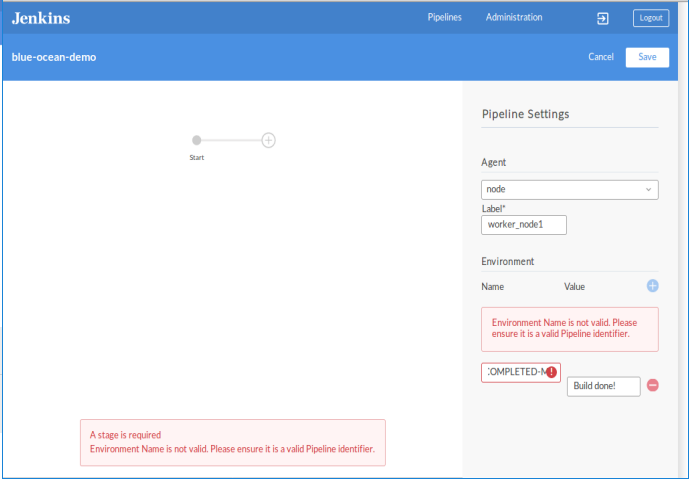 Jenkins
Pipelines Administration Logout
blue-ocean-demo
Cancel Save
Pipeline Settings
Start
Agent
node
Label*
worker_node1
Environment
Name Value
Environment Name is not valid. Please
ensure it is a valid Pipeline identifier.
:OMPLETED-M
Build done!
A stage is required
Environment Name is not valid. Please ensure it is a valid Pipeline identifier.